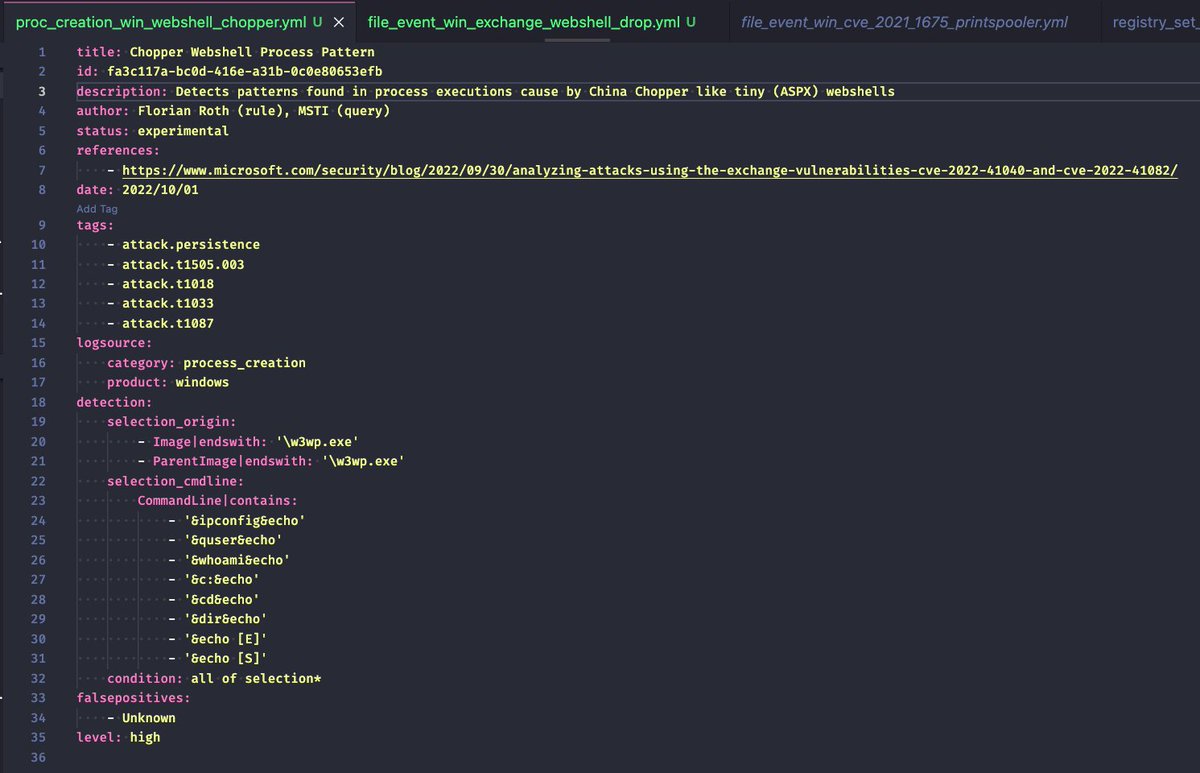 proc_creation_win_webshell_chopper.yml U × file_event_win_exchange_webshell_drop.yml U file_event_win_cve_2021_1675_printspooler.yml registry_set_
1 title: Chopper Webshell Process Pattern
2 id: fa3c117a-bc0d-416e-a31b-0c0e80653efb
3 description: Detects patterns found in process executions cause by China Chopper like tiny (ASPX) webshells
4 author: Florian Roth (rule), MSTI (query)
5 status: experimental
6 references:
7 - https://www.microsoft.com/security/blog/2022/09/30/analyzing-attacks-using-the-exchange-vulnerabilities-cve-2022-41040-and-cve-2022-41082/
8 date: 2022/10/01
Add Tag
9 tags:
10 - attack.persistence
11 - attack.t1505.003
12 - attack.t1018
13 - attack.t1033
14 - attack.t1087
15 logsource:
16 category: process_creation
17 product: windows
18 detection:
19 selection_origin:
20 - Image|endswith: '\w3wp.exe'
21 - ParentImage|endswith: '\w3wp.exe'
22 selection_cmdline:
23 CommandLine|contains:
24 - '&ipconfig&echo'
25 - '&quser&echo'
26 - '&whoami&echo'
27 - '&c:&echo'
28 - '&cd&echo'
29 - '&dir&echo'
30 - '&echo [E]'
31 - '&echo [S]'
32 condition: all of selection*
33 falsepositives:
34 - Unknown
35 level: high
36